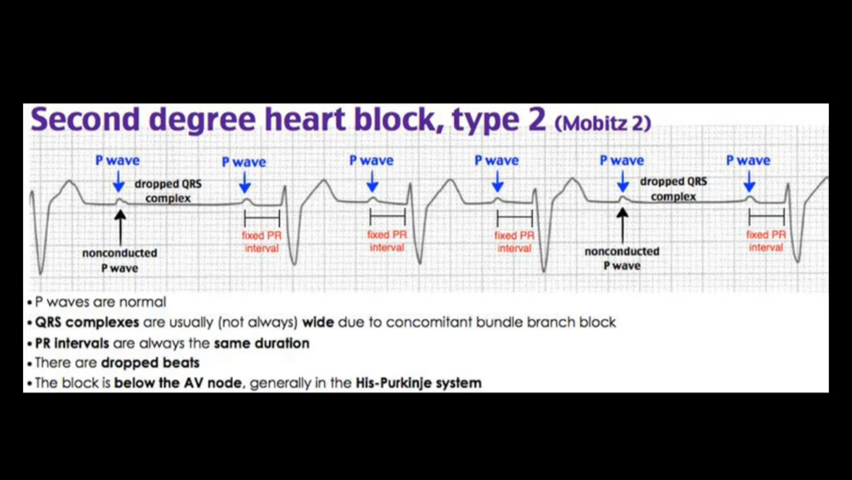 Second degree heart block, type 2 (Mobitz 2)
P wave P wave P wave P wave P wave P wave
dropped QRS complex
dropped QRS complex
fixed PR interval
fixed PR interval
fixed PR interval
fixed PR interval
nonconducted P wave
nonconducted P wave
• P waves are normal
• QRS complexes are usually (not always) wide due to concomitant bundle branch block
• PR intervals are always the same duration
• There are dropped beats
• The block is below the AV node, generally in the His-Purkinje system